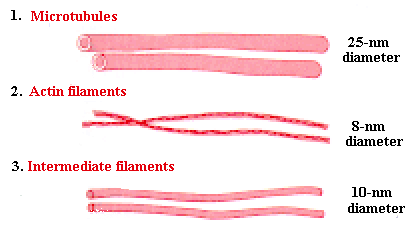 1. Microtubules
25-nm
diameter
2. Actin filaments
8-nm
diameter
3. Intermediate filaments
10-nm
diameter